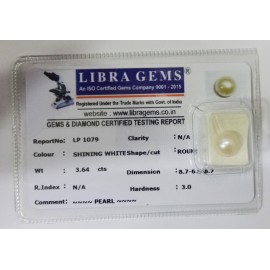 LIBRA GEMS
An ISO Certified Gems Company 9001 - 2015
Registered Under the Trade Marks with Govt. of India
website : www.libragems.co.in
GEMS & DIAMOND CERTIFIED TESTING REPORT
ReportNo: LP 1079 Clarity : N/A
Colour : SHINING WHITE Shape/cut : ROUND
Wt : 3.64 cts Dimension :
R.Index : N/A Hardness : 3.0
Comment : ~~~~ PEARL ~~~~